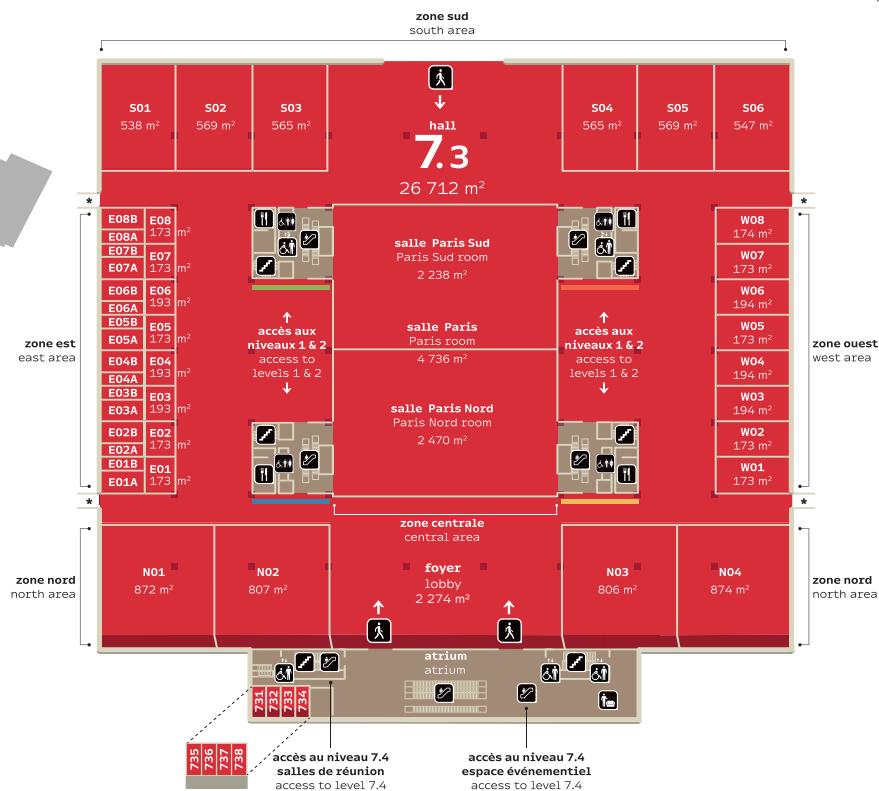 zone sud
south area
S01
538 m²
S02
569 m²
S03
565 m²
hall
7.3
26 712 m²
S04
565 m²
S05
569 m²
S06
547 m²
*
*
E08B
E08A
E08
173 m²
E07B
E07A
E07
173 m²
E06B
E06A
E06
193 m²
E05B
E05A
E05
173 m²
E04B
E04A
E04
193 m²
E03B
E03A
E03
193 m²
E02B
E02A
E02
173 m²
E01B
E01A
E01
173 m²
zone est
east area
accès aux
niveaux 1 & 2
access to
levels 1 & 2
salle Paris Sud
Paris Sud room
2 238 m²
salle Paris
Paris room
4 736 m²
salle Paris Nord
Paris Nord room
2 470 m²
accès aux
niveaux 1 & 2
access to
levels 1 & 2
W08
174 m²
W07
173 m²
W06
194 m²
W05
173 m²
W04
194 m²
W03
194 m²
W02
173 m²
W01
173 m²
zone ouest
west area
*
*
zone centrale
central area
zone nord
north area
N01
872 m²
N02
807 m²
foyer
lobby
2 274 m²
N03
806 m²
N04
874 m²
zone nord
north area
atrium
atrium
731
732
733
734
735
736
737
738
accès au niveau 7.4
salles de réunion
access to level 7.4
accès au niveau 7.4
espace événementiel
access to level 7.4